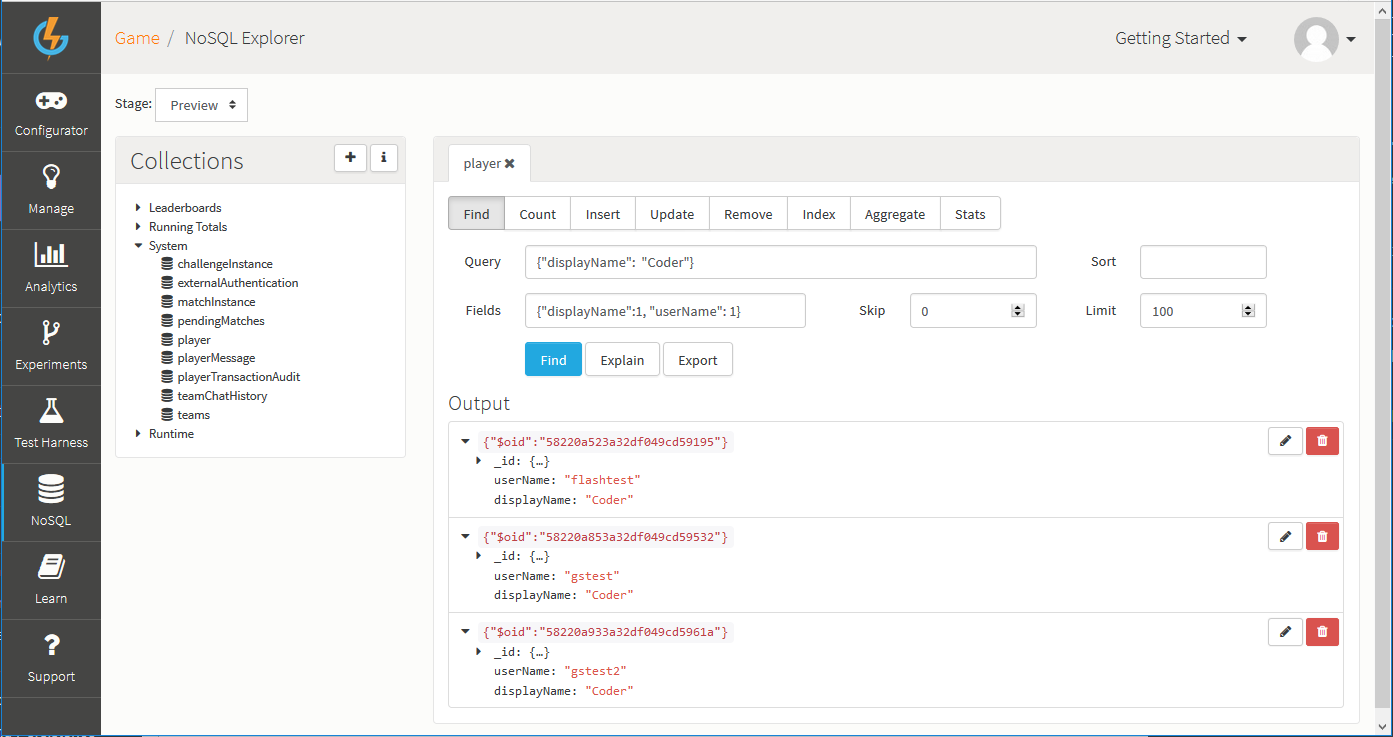 Game / NoSQL Explorer
Getting Started
Configurator
Manage
Analytics
Experiments
Test Harness
NoSQL
Learn
Support
Stage: Preview
Collections
Leaderboards
Running Totals
System
challengeInstance
externalAuthentication
matchInstance
pendingMatches
player
playerMessage
playerTransactionAudit
teamChatHistory
teams
Runtime
player
Find Count Insert Update Remove Index Aggregate Stats
Query {"displayName": "Coder"} Sort
Fields {"displayName":1, "userName": 1} Skip 0 Limit 100
Find Explain Export
Output
{"$oid":"58220a523a32df049cd59195"}
_id: {…}
userName: "flashtest"
displayName: "Coder"
{"$oid":"58220a853a32df049cd59532"}
_id: {…}
userName: "gstest"
displayName: "Coder"
{"$oid":"58220a933a32df049cd5961a"}
_id: {…}
userName: "gstest2"
displayName: "Coder"